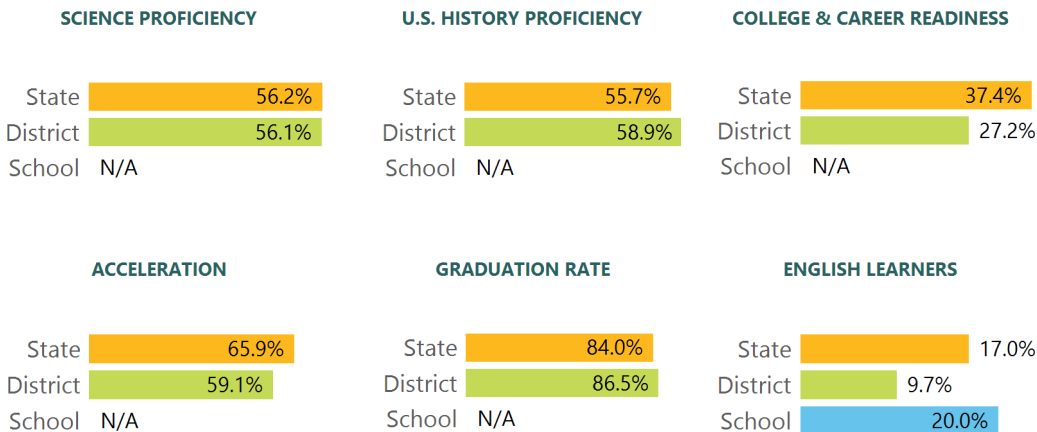 SCIENCE PROFICIENCY
State 56.2%
District 56.1%
School N/A
U.S. HISTORY PROFICIENCY
State 55.7%
District 58.9%
School N/A
COLLEGE & CAREER READINESS
State 37.4%
District 27.2%
School N/A
ACCELERATION
State 65.9%
District 59.1%
School N/A
GRADUATION RATE
State 84.0%
District 86.5%
School N/A
ENGLISH LEARNERS
State 17.0%
District 9.7%
School 20.0%